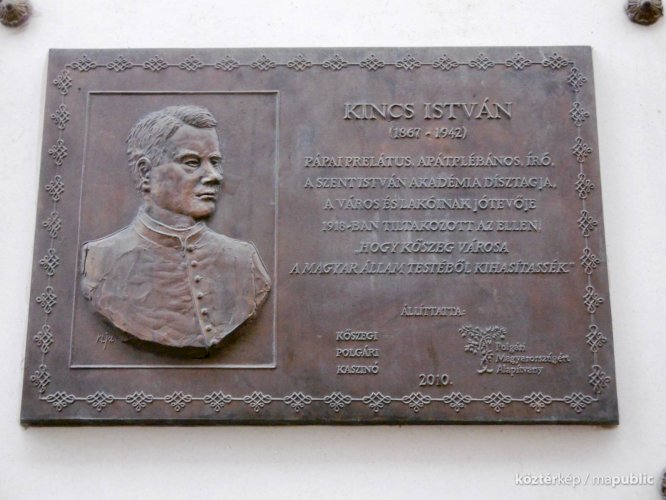 KINCS ISTVÁN
(1867 - 1942)
PÁPAI PRELÁTUS, APÁTPLÉBÁNOS, ÍRÓ,
A SZENT ISTVÁN AKADÉMIA DÍSZTAGJA,
A VÁROS ÉS LAKÓINAK JÓTEVŐJE
1918-BAN TILTAKOZOTT AZ ELLEN,
„HOGY KŐSZEG VÁROSA
A MAGYAR ÁLLAM TESTÉBŐL KIHASÍTASSÉK."
ÁLLÍTTATTA:
KŐSZEGI
POLGÁRI
KASZINÓ
Polgári
Magyarországért
Alapítvány
2010.
köztérkép / mapublic